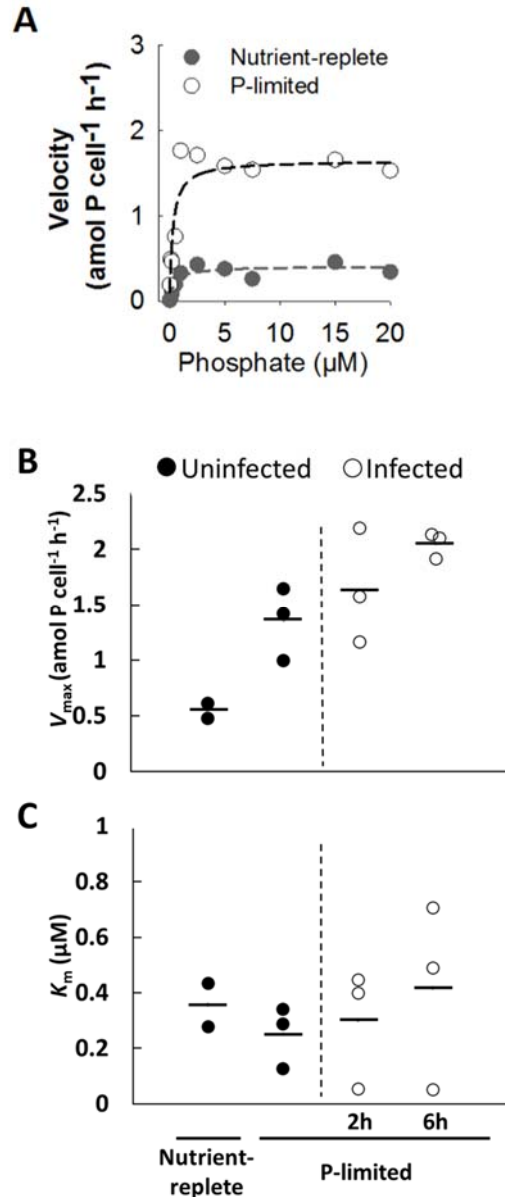 A
Nutrient-replete
P-limited
Velocity
(amol P cell⁻¹ h⁻¹)
3
2
1
0
0 5 10 15 20
Phosphate (µM)
B
Uninfected Infected
Vmax (amol P cell⁻¹ h⁻¹)
2.5
2
1.5
1
0.5
0
C
Km (µM)
1
0.8
0.6
0.4
0.2
0
2h 6h
Nutrient-
replete
P-limited